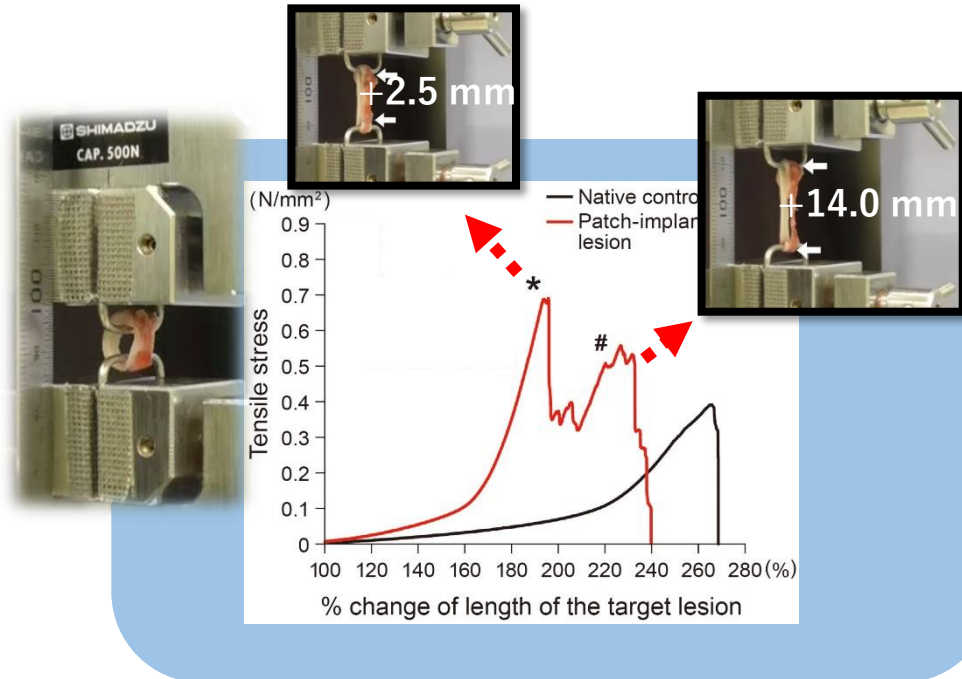 +2.5 mm
SHIMADZU
CAP. 500N
+14.0 mm
(N/mm²)
Native contro
Patch-implan
lesion
0.9
0.8
0.7
0.6
0.5
0.4
0.3
0.2
0.1
0
*
#
Tensile stress
100 120 140 160 180 200 220 240 260 280 (%)
% change of length of the target lesion
100
100
100